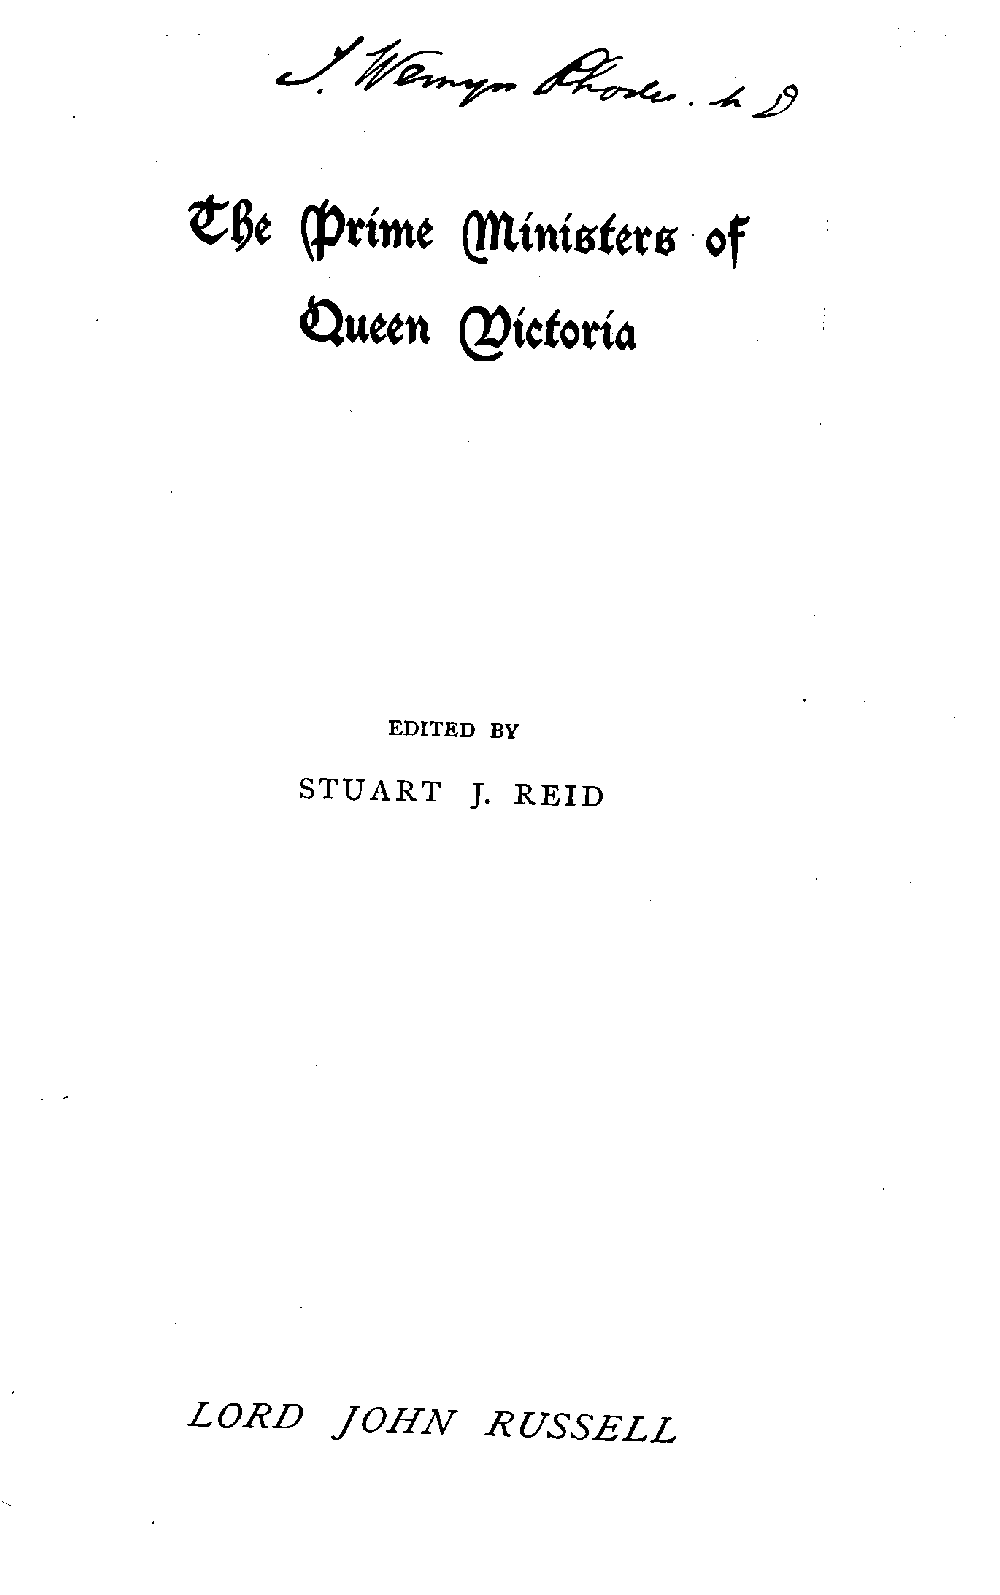 J. Wemyss Rhodes. M D
The Prime Ministers of
Queen Victoria
EDITED BY
STUART J. REID
LORD JOHN RUSSELL